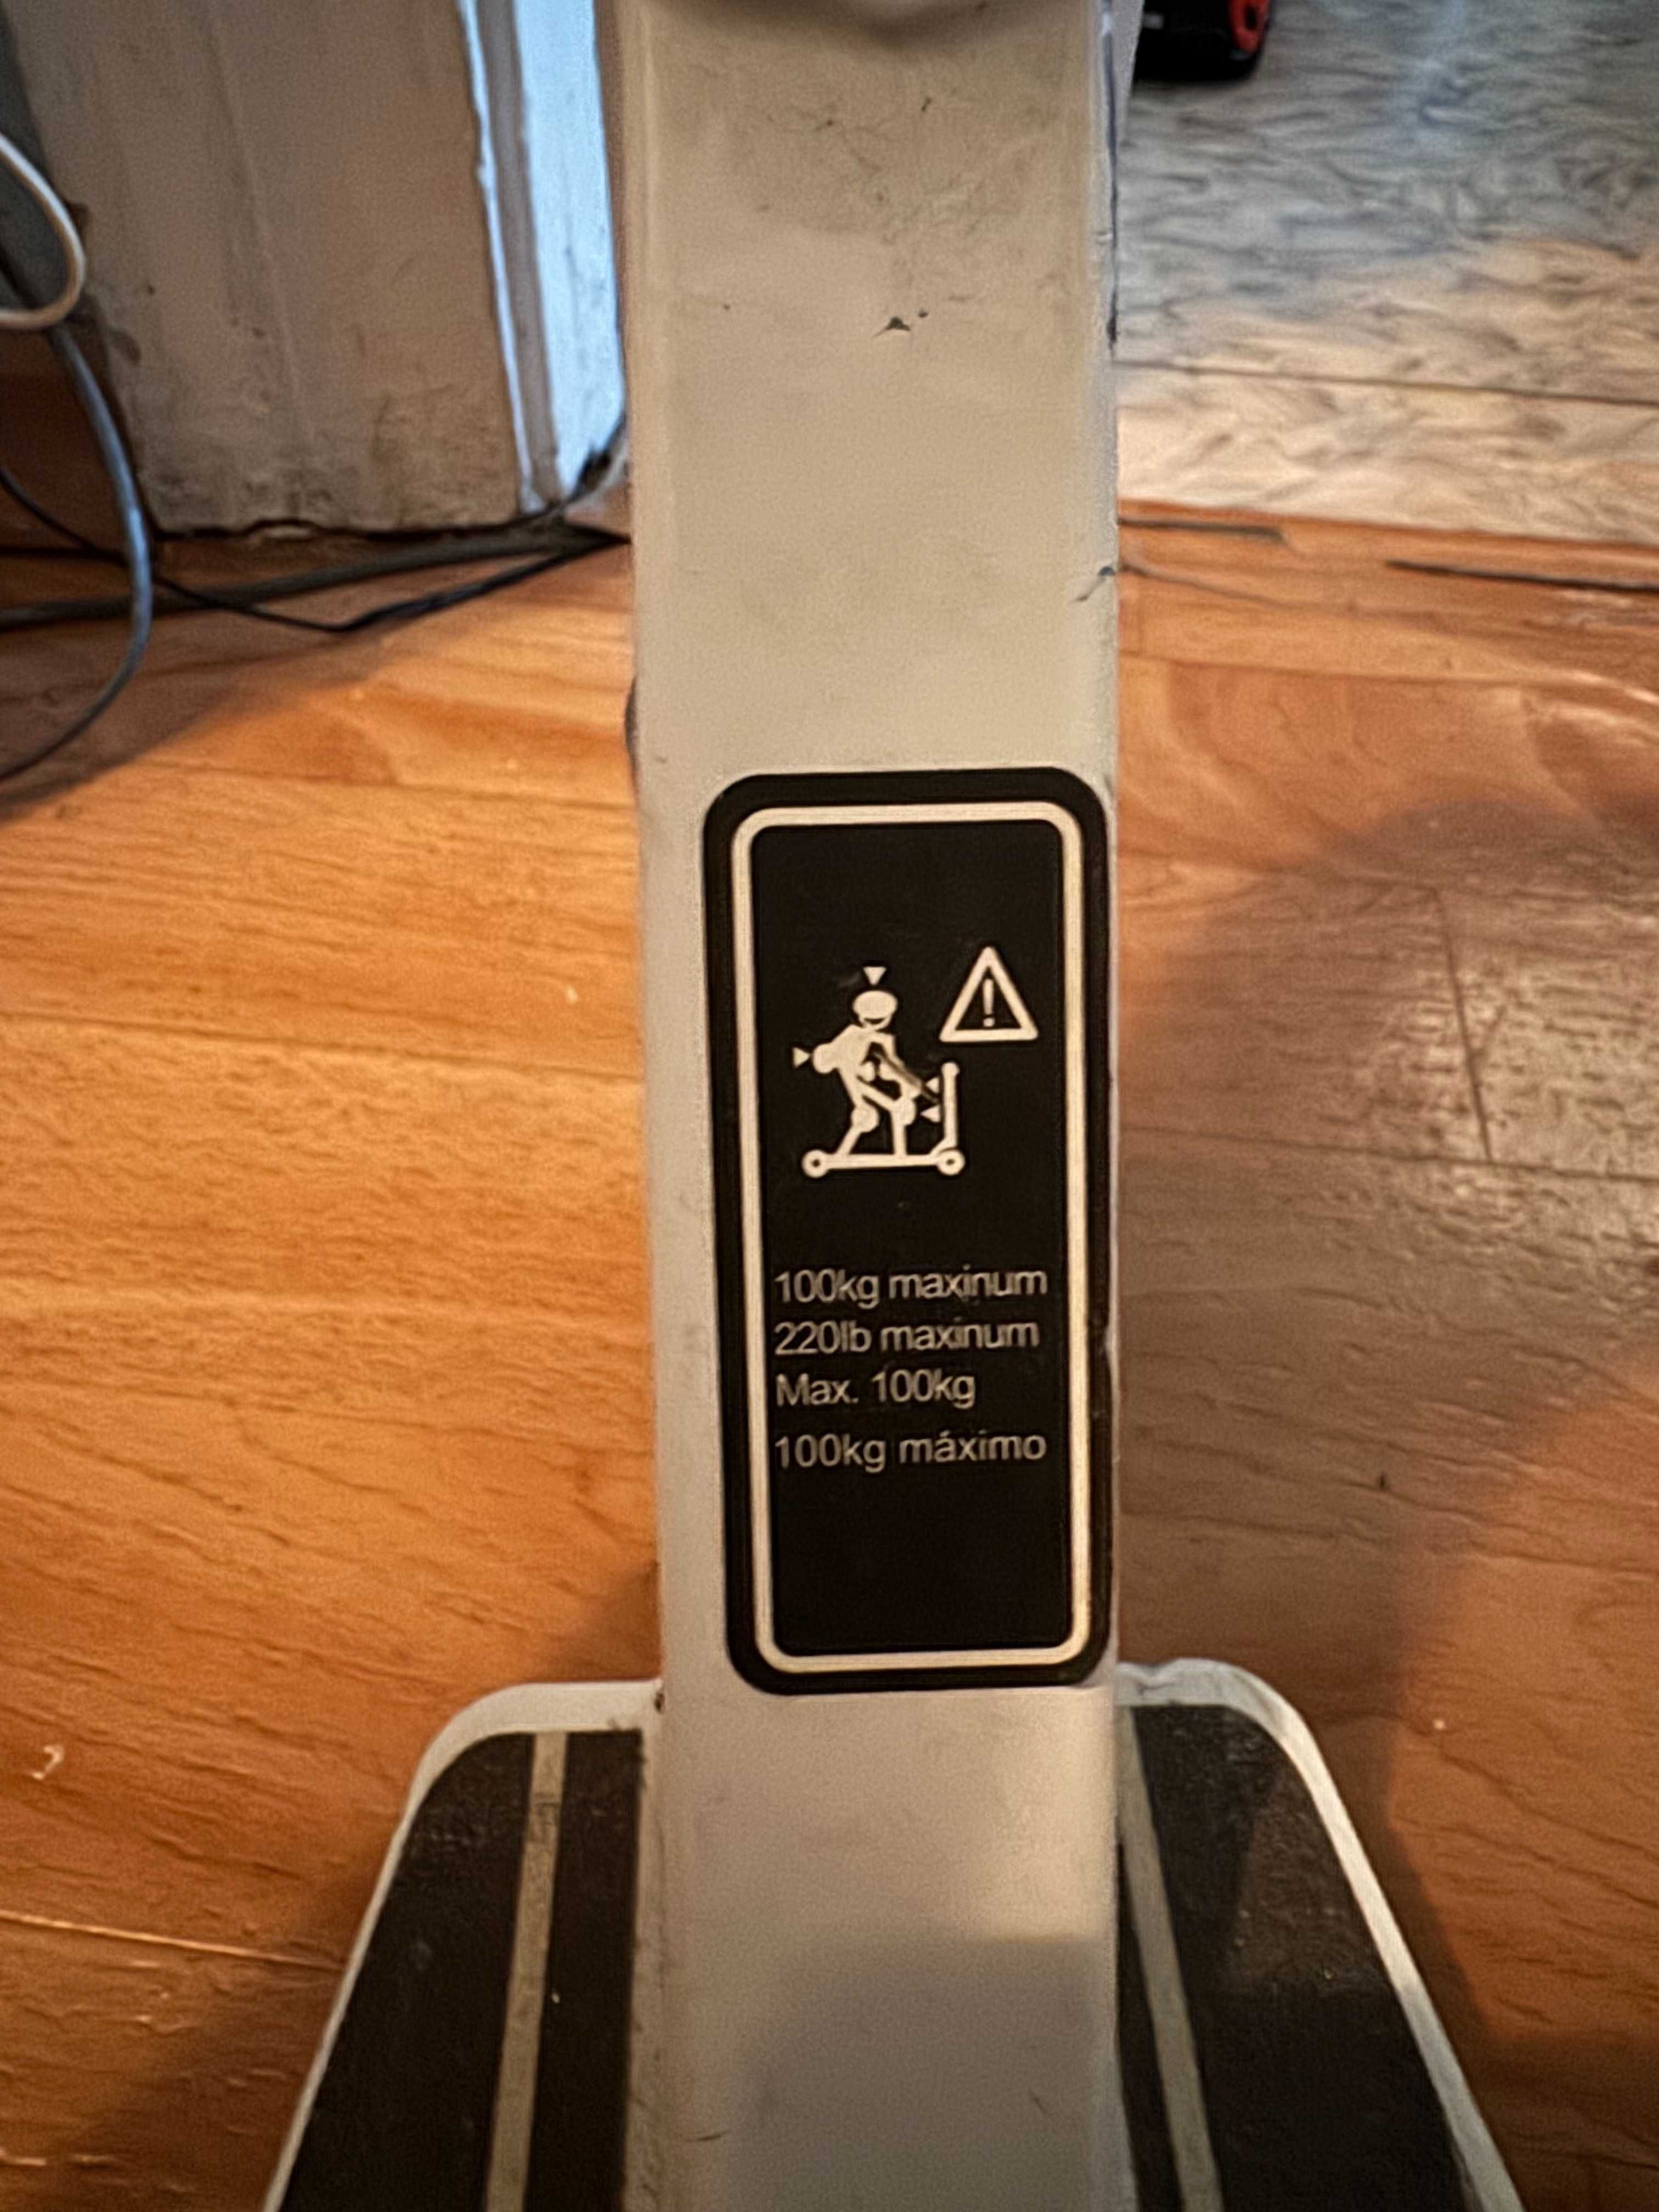 100kg maxinum
220lb maxinum
Max. 100kg
100kg máximo